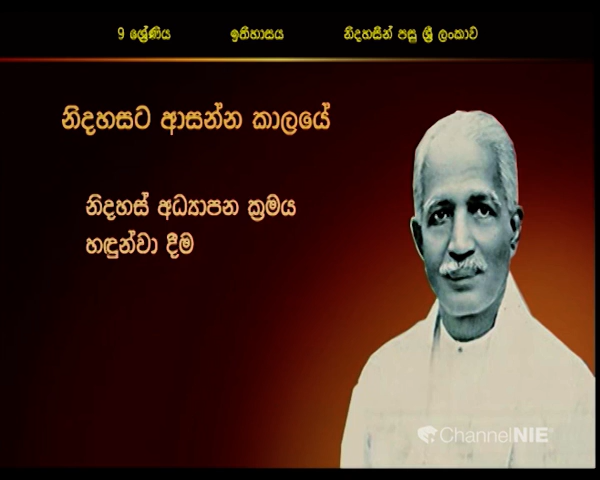 9 ශ්‍රේණිය ඉතිහාසය නිදහසින් පසු ශ්‍රී ලංකාව
නිදහසට ආසන්න කාලයේ
නිදහස් අධ්‍යාපන ක්‍රමය
හඳුන්වා දීම
ChannelNIE